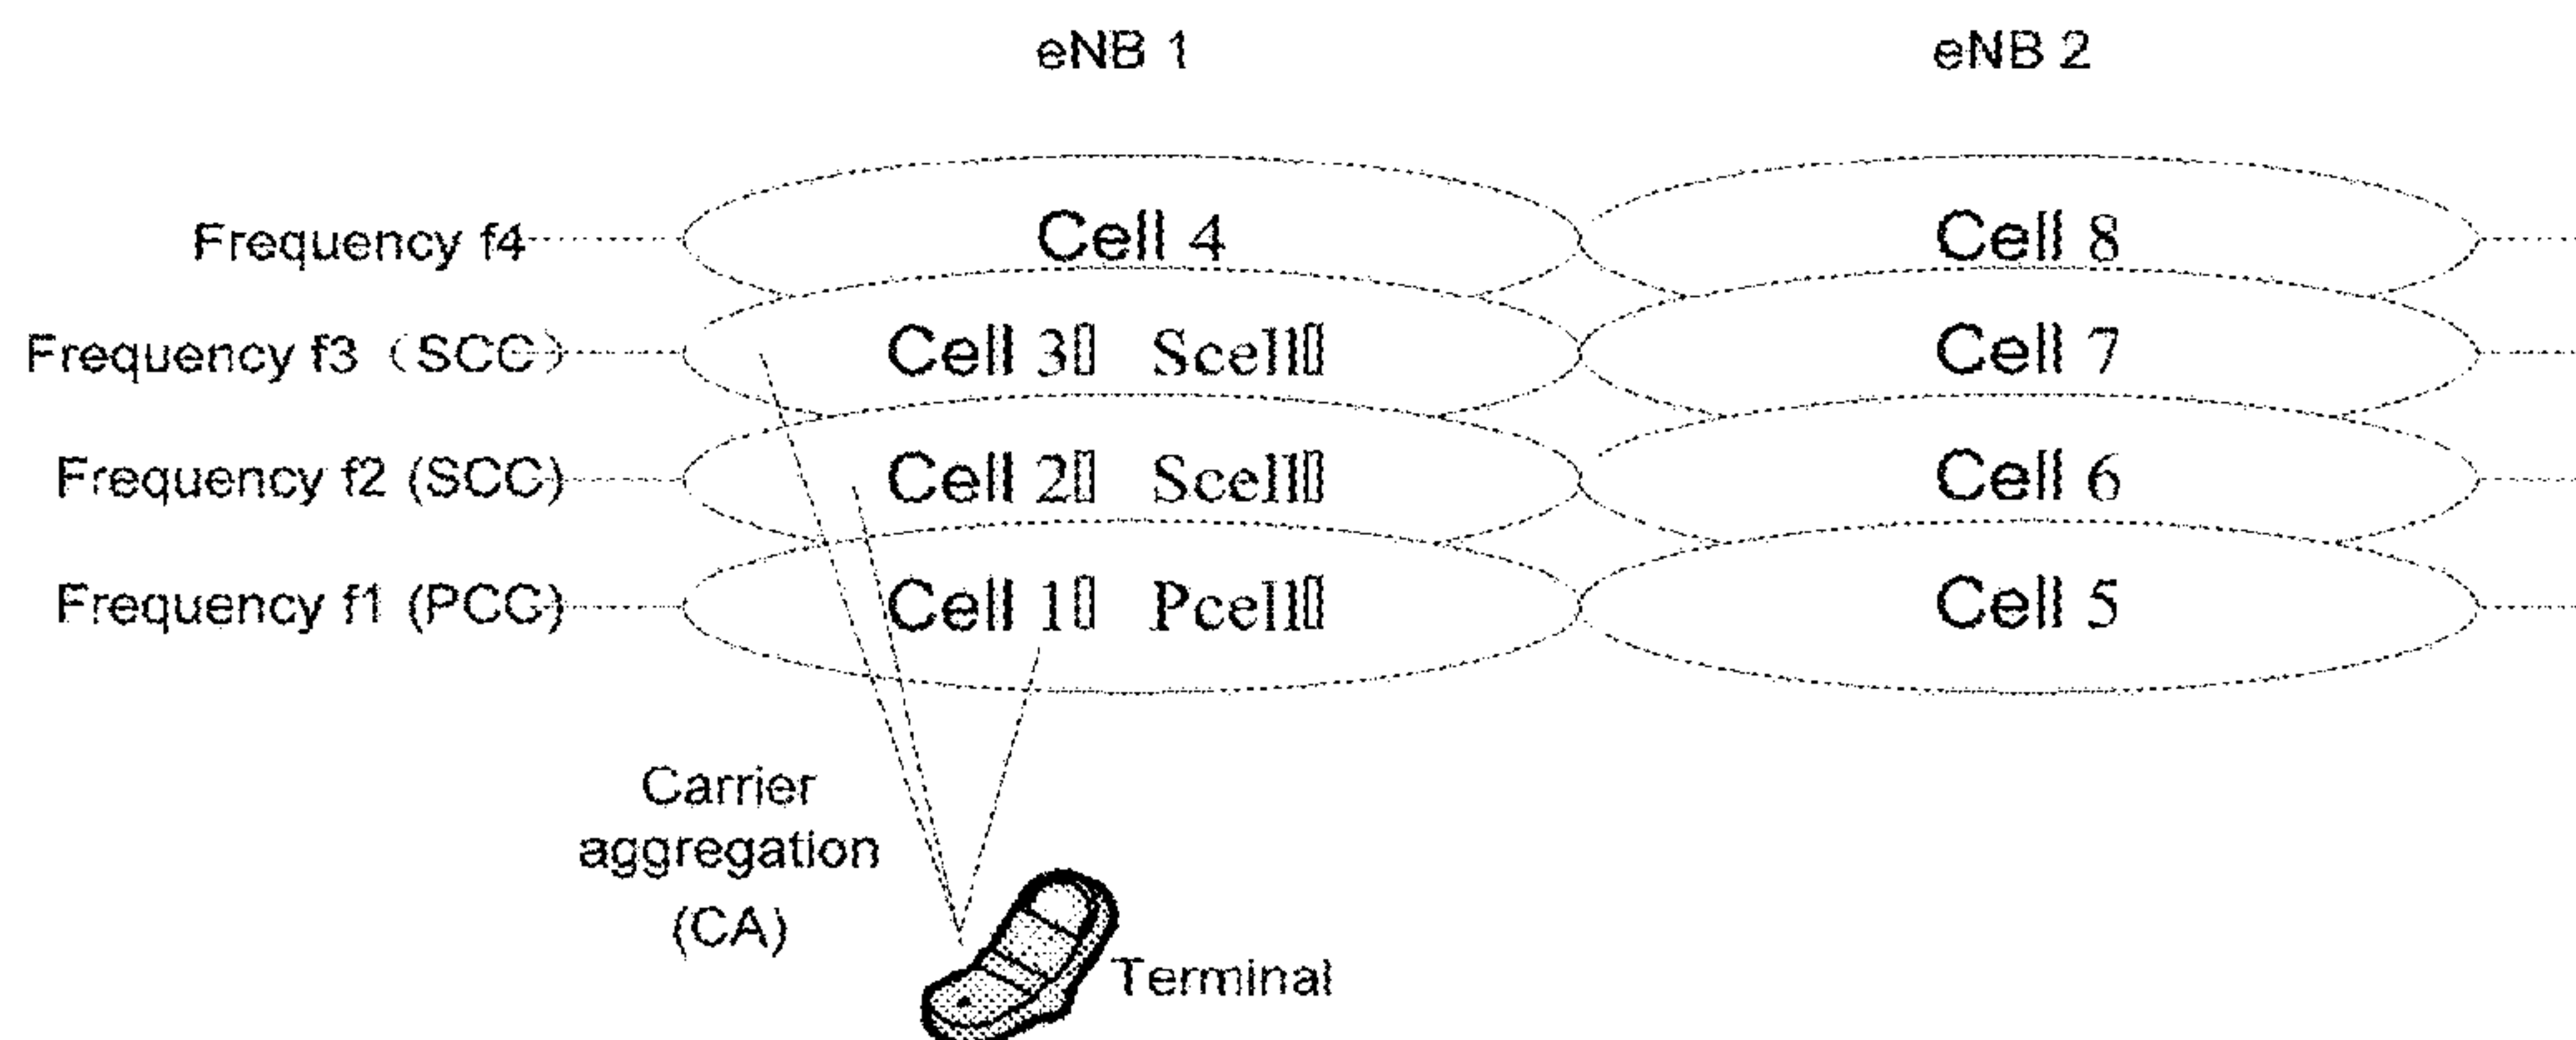 eNB 1 eNB 2
Frequency f4 Cell 4 Cell 8
Frequency f3（SCC） Cell 3▯ Scell▯ Cell 7
Frequency f2 (SCC) Cell 2▯ Scell▯ Cell 6
Frequency f1 (PCC) Cell 1▯ Pcell▯ Cell 5
Carrier
aggregation
(CA)
Terminal